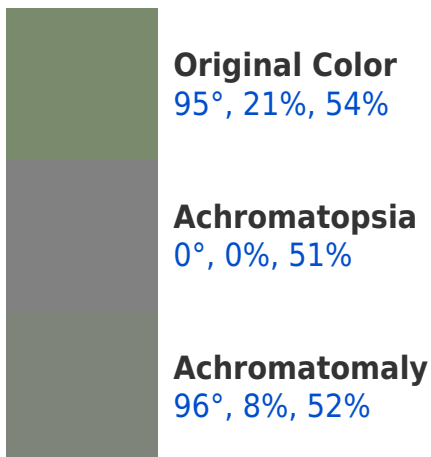 Original Color
95°, 21%, 54%
Achromatopsia
0°, 0%, 51%
Achromatomaly
96°, 8%, 52%